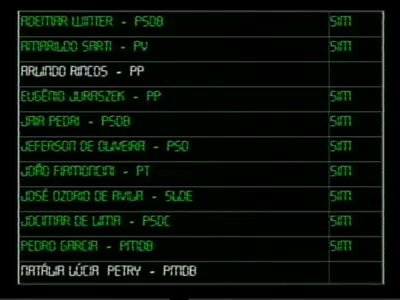 ADEMAR WINTER - PSDB SIM
AMARILDO SARTI - PV SIM
ARLINDO RINCOS - PP
EUGÊNIO JURASZEK - PP SIM
JAIR PEDRI - PSDB SIM
JEFERSON DE OLIVEIRA - PSD SIM
JOÃO FIAMONCINI - PT SIM
JOSÉ OZORIO DE AVILA - SIM
JOCIMAR DE LIMA - PSDC SIM
PEDRO GARCIA - PMDB SIM
NATÁLIA LÚCIA PETRY - PMDB